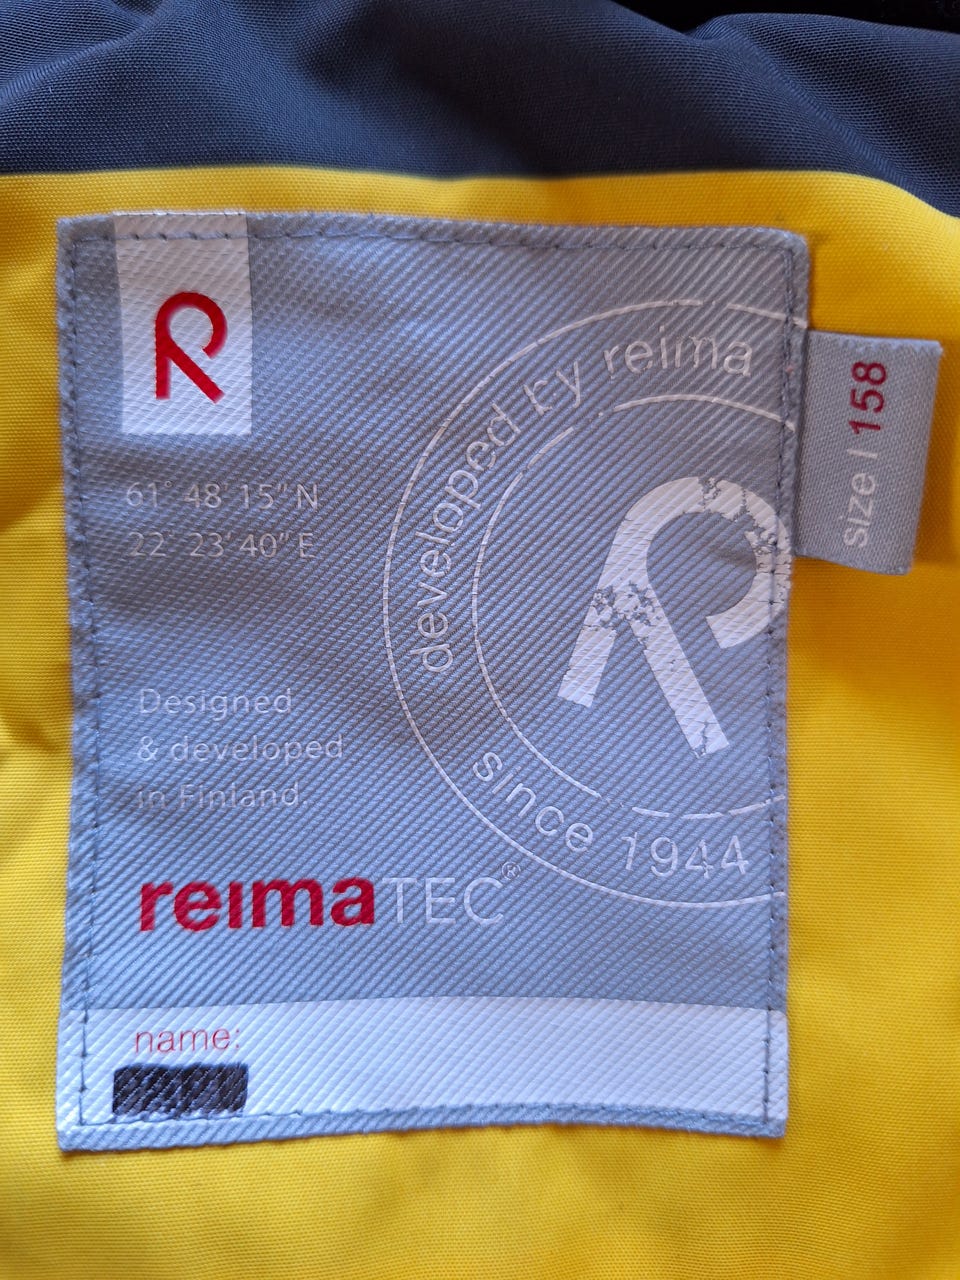 R
61° 48' 15" N
22° 23' 40" E
developed by reima
R
since 1944
size | 158
Designed
& developed
in Finland.
reimaTEC®
name: